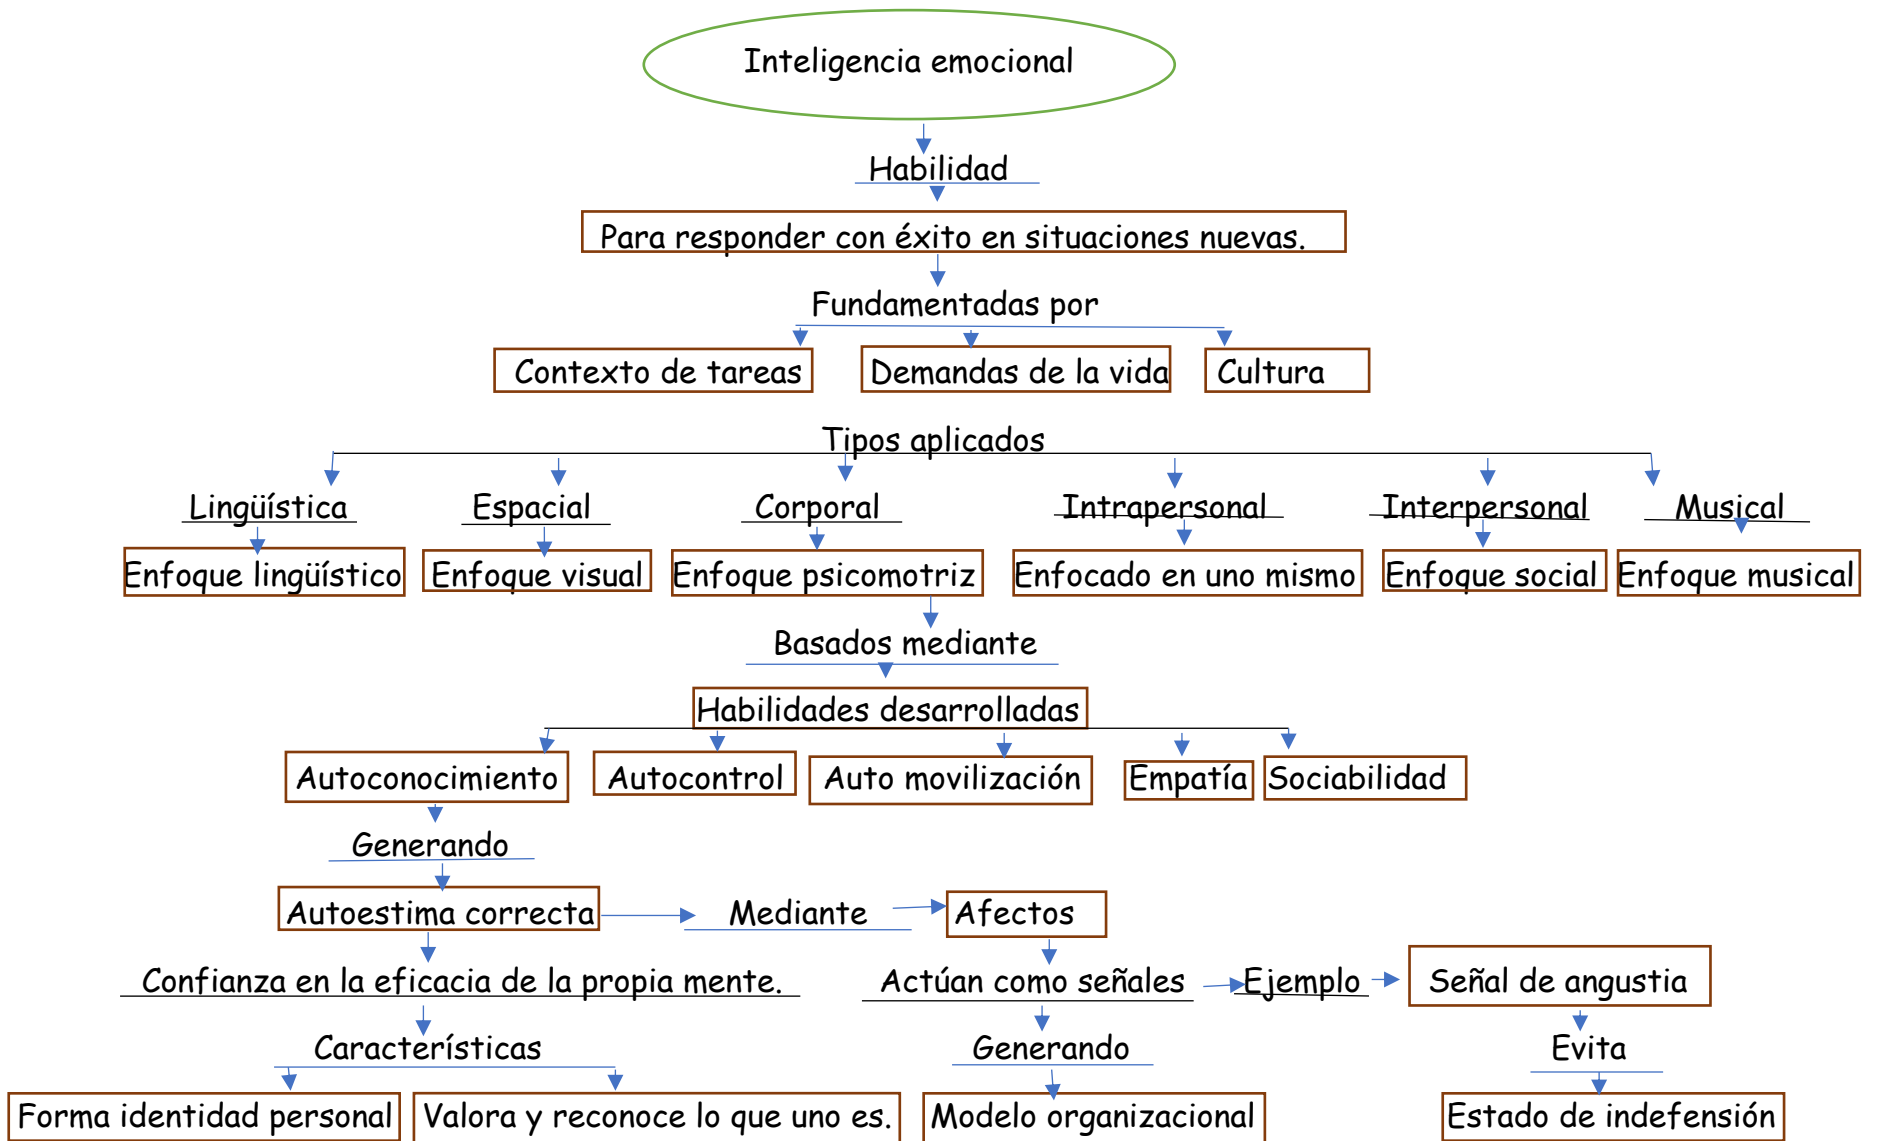 Inteligencia emocional
Habilidad
Para responder con éxito en situaciones nuevas.
Fundamentadas por
Contexto de tareas Demandas de la vida Cultura
Tipos aplicados
Lingüística Espacial Corporal Intrapersonal Interpersonal Musical
Enfoque lingüístico Enfoque visual Enfoque psicomotriz Enfocado en uno mismo Enfoque social Enfoque musical
Basados mediante
Habilidades desarrolladas
Autoconocimiento Autocontrol Auto movilización Empatía Sociabilidad
Generando
Autoestima correcta Mediante Afectos
Confianza en la eficacia de la propia mente. Actúan como señales Ejemplo Señal de angustia
Características Generando Evita
Forma identidad personal Valora y reconoce lo que uno es. Modelo organizacional Estado de indefensión